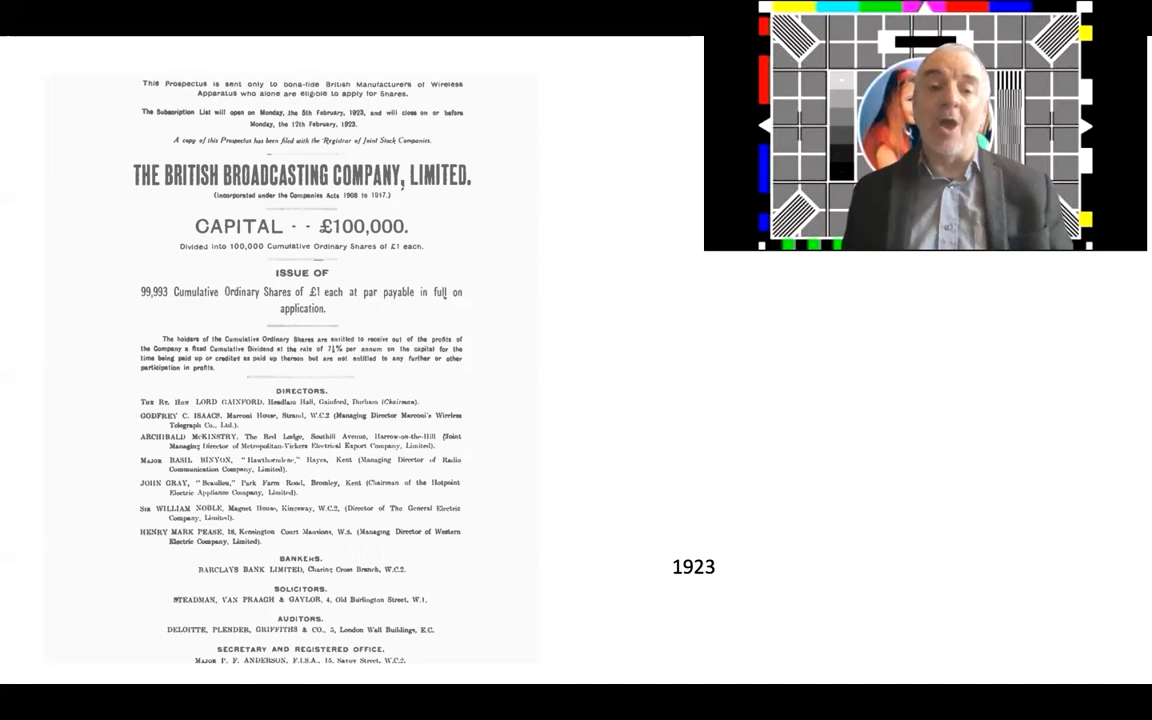 This Prospectus is sent only to bona-fide British Manufacturers of Wireless
Apparatus who alone are eligible to apply for Shares.
The Subscription List will open on Monday, the 5th February, 1923, and will close on or before
Monday, the 12th February, 1923.
A copy of this Prospectus has been filed with the Registrar of Joint Stock Companies.
THE BRITISH BROADCASTING COMPANY, LIMITED.
(Incorporated under the Companies Acts 1908 to 1917.)
CAPITAL - - £100,000.
Divided into 100,000 Cumulative Ordinary Shares of £1 each.
ISSUE OF
99,993 Cumulative Ordinary Shares of £1 each at par payable in full on
application.
The holders of the Cumulative Ordinary Shares are entitled to receive out of the profits of
the Company a fixed Cumulative Dividend at the rate of 7½% per annum on the capital for the
time being paid up or credited as paid up thereon but are not entitled to any further or other
participation in profits.
DIRECTORS.
THE RT. HON LORD GAINFORD, Headlam Hall, Gainford, Durham (Chairman).
GODFREY C. ISAACS, Marconi House, Strand, W.C.2 (Managing Director Marconi's Wireless
Telegraph Co., Ltd.).
ARCHIBALD McKINSTRY, The Red Lodge, Southill Avenue, Harrow-on-the-Hill (Joint
Managing Director of Metropolitan-Vickers Electrical Export Company, Limited).
MAJOR BASIL BINYON, "Hawthorndene," Hayes, Kent (Managing Director of Radio
Communication Company, Limited).
JOHN GRAY, "Beaulieu," Park Farm Road, Bromley, Kent (Chairman of the Hotpoint
Electric Appliance Company, Limited).
SIR WILLIAM NOBLE, Magnet House, Kingsway, W.C.2, (Director of The General Electric
Company, Limited).
HENRY MARK PEASE, 18, Kensington Court Mansions, W.8. (Managing Director of Western
Electric Company, Limited).
BANKERS.
BARCLAYS BANK LIMITED, Charing Cross Branch, W.C.2.
SOLICITORS.
STEADMAN, VAN PRAAGH & GAYLOR, 4, Old Burlington Street, W.1.
AUDITORS.
DELOITTE, PLENDER, GRIFFITHS & CO., 5, London Wall Buildings, E.C.
SECRETARY AND REGISTERED OFFICE.
MAJOR P. F. ANDERSON, F.I.S.A., 15, Savoy Street, W.C.2.
1923